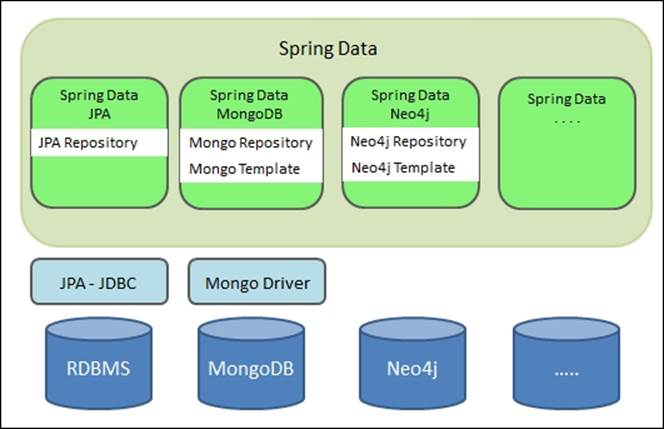 Spring Data
Spring Data
JPA
JPA Repository
Spring Data
MongoDB
Mongo Repository
Mongo Template
Spring Data
Neo4j
Neo4j Repository
Neo4j Template
Spring Data
. . . .
JPA - JDBC
Mongo Driver
RDBMS
MongoDB
Neo4j
.....